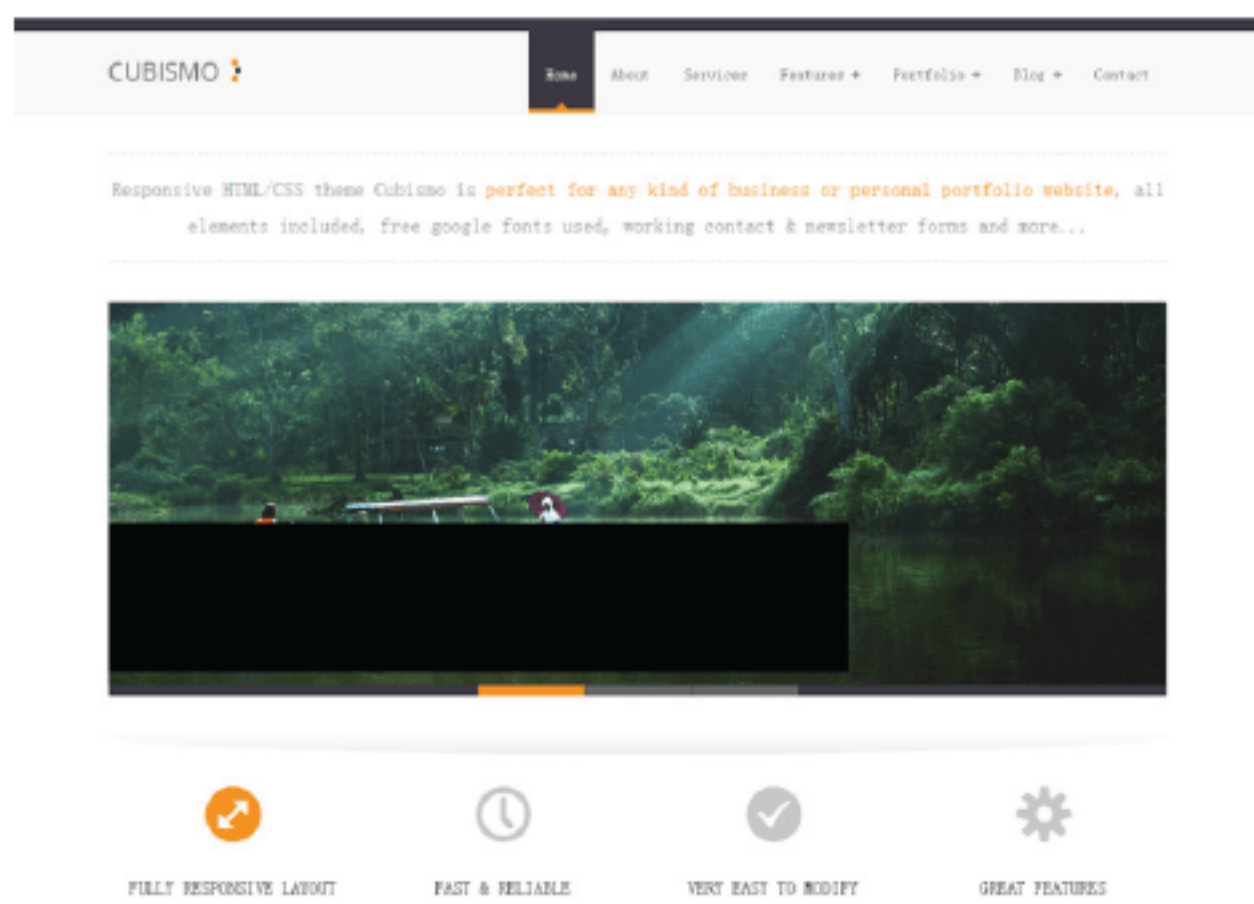 CUBISMO
Home About Services Features + Portfolio + Blog + Contact
Responsive HTML/CSS theme Cubismo is perfect for any kind of business or personal portfolio website, all
elements included, free google fonts used, working contact & newsletter forms and more...
FULLY RESPONSIVE LAYOUT FAST & RELIABLE VERY EASY TO MODIFY GREAT FEATURES